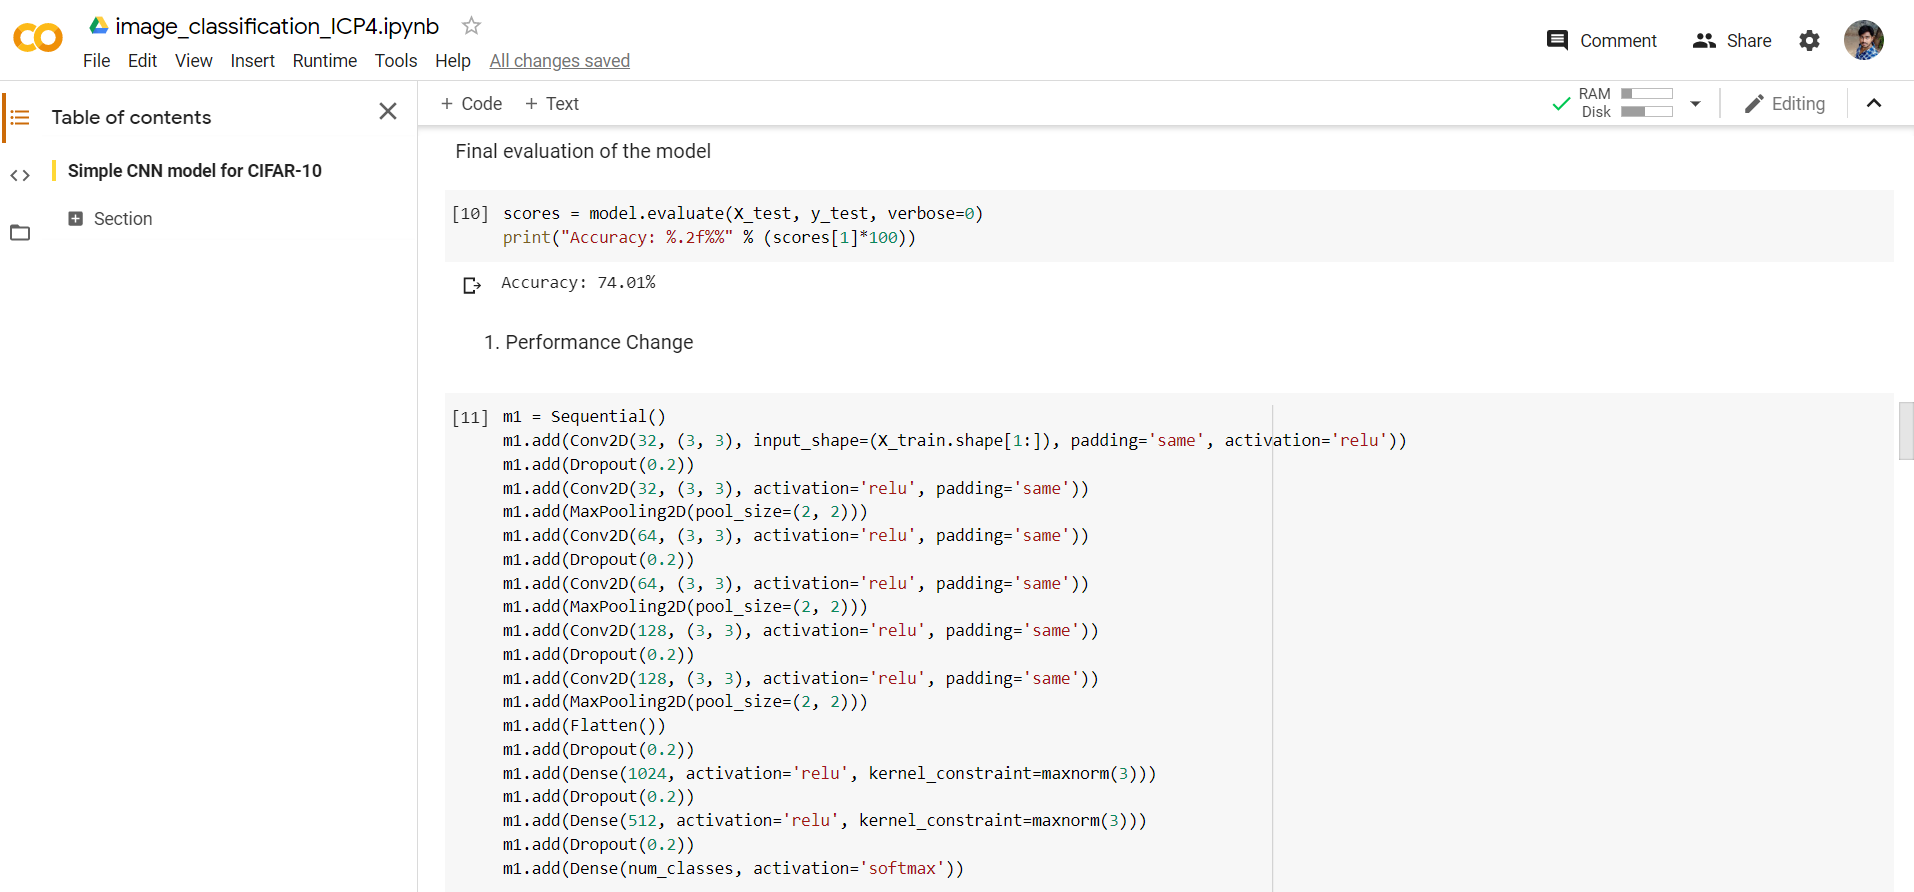 image_classification_ICP4.ipynb
File Edit View Insert Runtime Tools Help All changes saved
Comment Share
Table of contents
Simple CNN model for CIFAR-10
Section
+ Code + Text
RAM
Disk
Editing
Final evaluation of the model
[10] scores = model.evaluate(X_test, y_test, verbose=0)
print("Accuracy: %.2f%%" % (scores[1]*100))
Accuracy: 74.01%
1. Performance Change
[11] m1 = Sequential()
m1.add(Conv2D(32, (3, 3), input_shape=(X_train.shape[1:]), padding='same', activation='relu'))
m1.add(Dropout(0.2))
m1.add(Conv2D(32, (3, 3), activation='relu', padding='same'))
m1.add(MaxPooling2D(pool_size=(2, 2)))
m1.add(Conv2D(64, (3, 3), activation='relu', padding='same'))
m1.add(Dropout(0.2))
m1.add(Conv2D(64, (3, 3), activation='relu', padding='same'))
m1.add(MaxPooling2D(pool_size=(2, 2)))
m1.add(Conv2D(128, (3, 3), activation='relu', padding='same'))
m1.add(Dropout(0.2))
m1.add(Conv2D(128, (3, 3), activation='relu', padding='same'))
m1.add(MaxPooling2D(pool_size=(2, 2)))
m1.add(Flatten())
m1.add(Dropout(0.2))
m1.add(Dense(1024, activation='relu', kernel_constraint=maxnorm(3)))
m1.add(Dropout(0.2))
m1.add(Dense(512, activation='relu', kernel_constraint=maxnorm(3)))
m1.add(Dropout(0.2))
m1.add(Dense(num_classes, activation='softmax'))